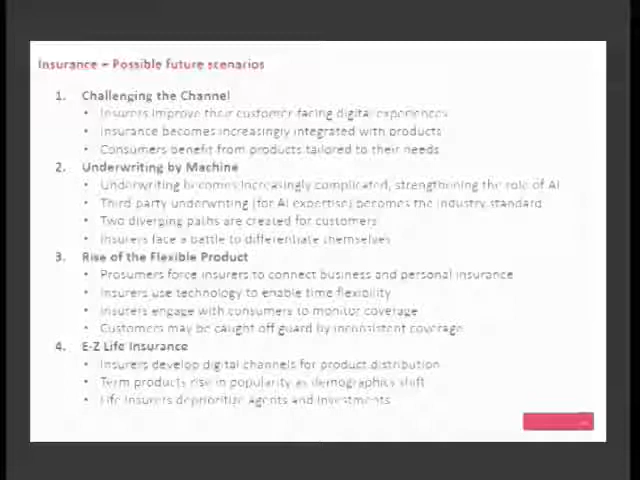 Insurance – Possible future scenarios
1. Challenging the Channel
• Insurers improve their customer facing digital experiences
• Insurance becomes increasingly integrated with products
• Consumers benefit from products tailored to their needs
2. Underwriting by Machine
• Underwriting becomes increasingly complicated, strengthening the role of AI
• Third party underwriting (for AI expertise) becomes the industry standard
• Two diverging paths are created for customers
• Insurers face a battle to differentiate themselves
3. Rise of the Flexible Product
• Prosumers force insurers to connect business and personal insurance
• Insurers use technology to enable time flexibility
• Insurers engage with consumers to monitor coverage
• Customers may be caught off guard by inconsistent coverage
4. E-Z Life Insurance
• Insurers develop digital channels for product distribution
• Term products rise in popularity as demographics shift
• Life insurers deprioritize agents and investments